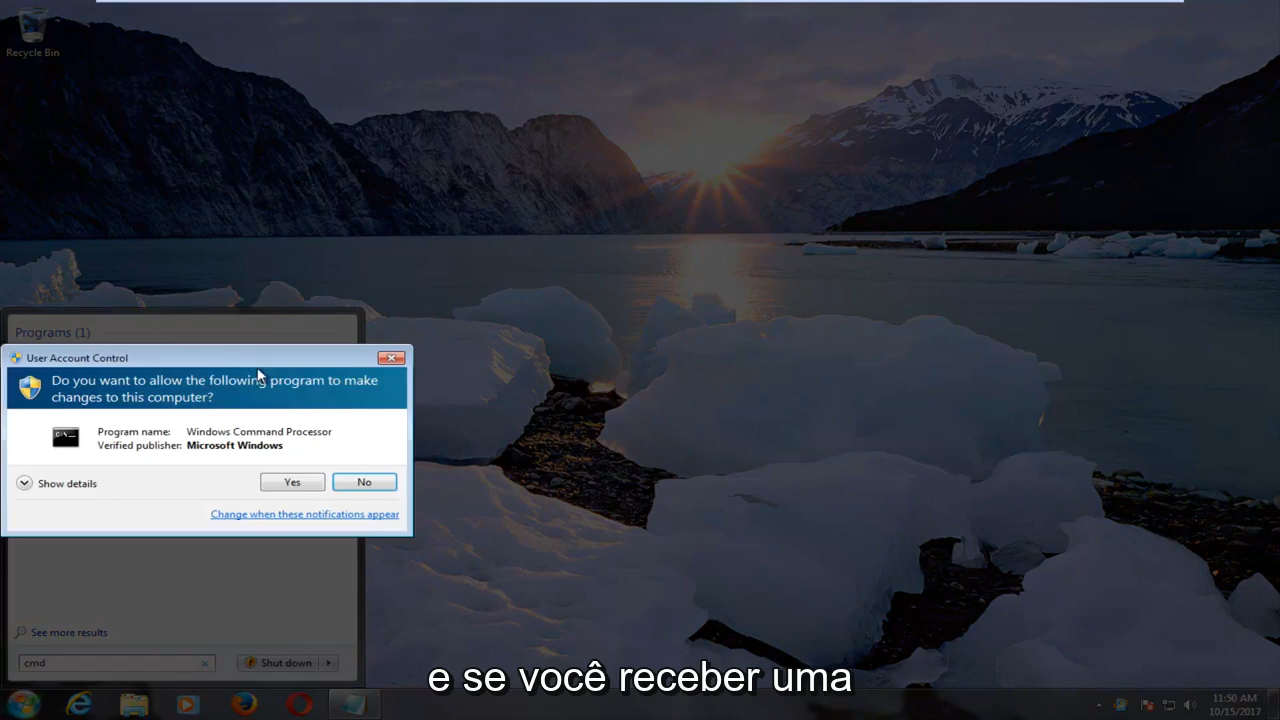 Recycle Bin
Programs (1)
User Account Control
Do you want to allow the following program to make
changes to this computer?
Program name: Windows Command Processor
Verified publisher: Microsoft Windows
Show details
Yes
No
Change when these notifications appear
See more results
cmd
Shut down
e se você receber uma
11:50 AM
10/15/2017